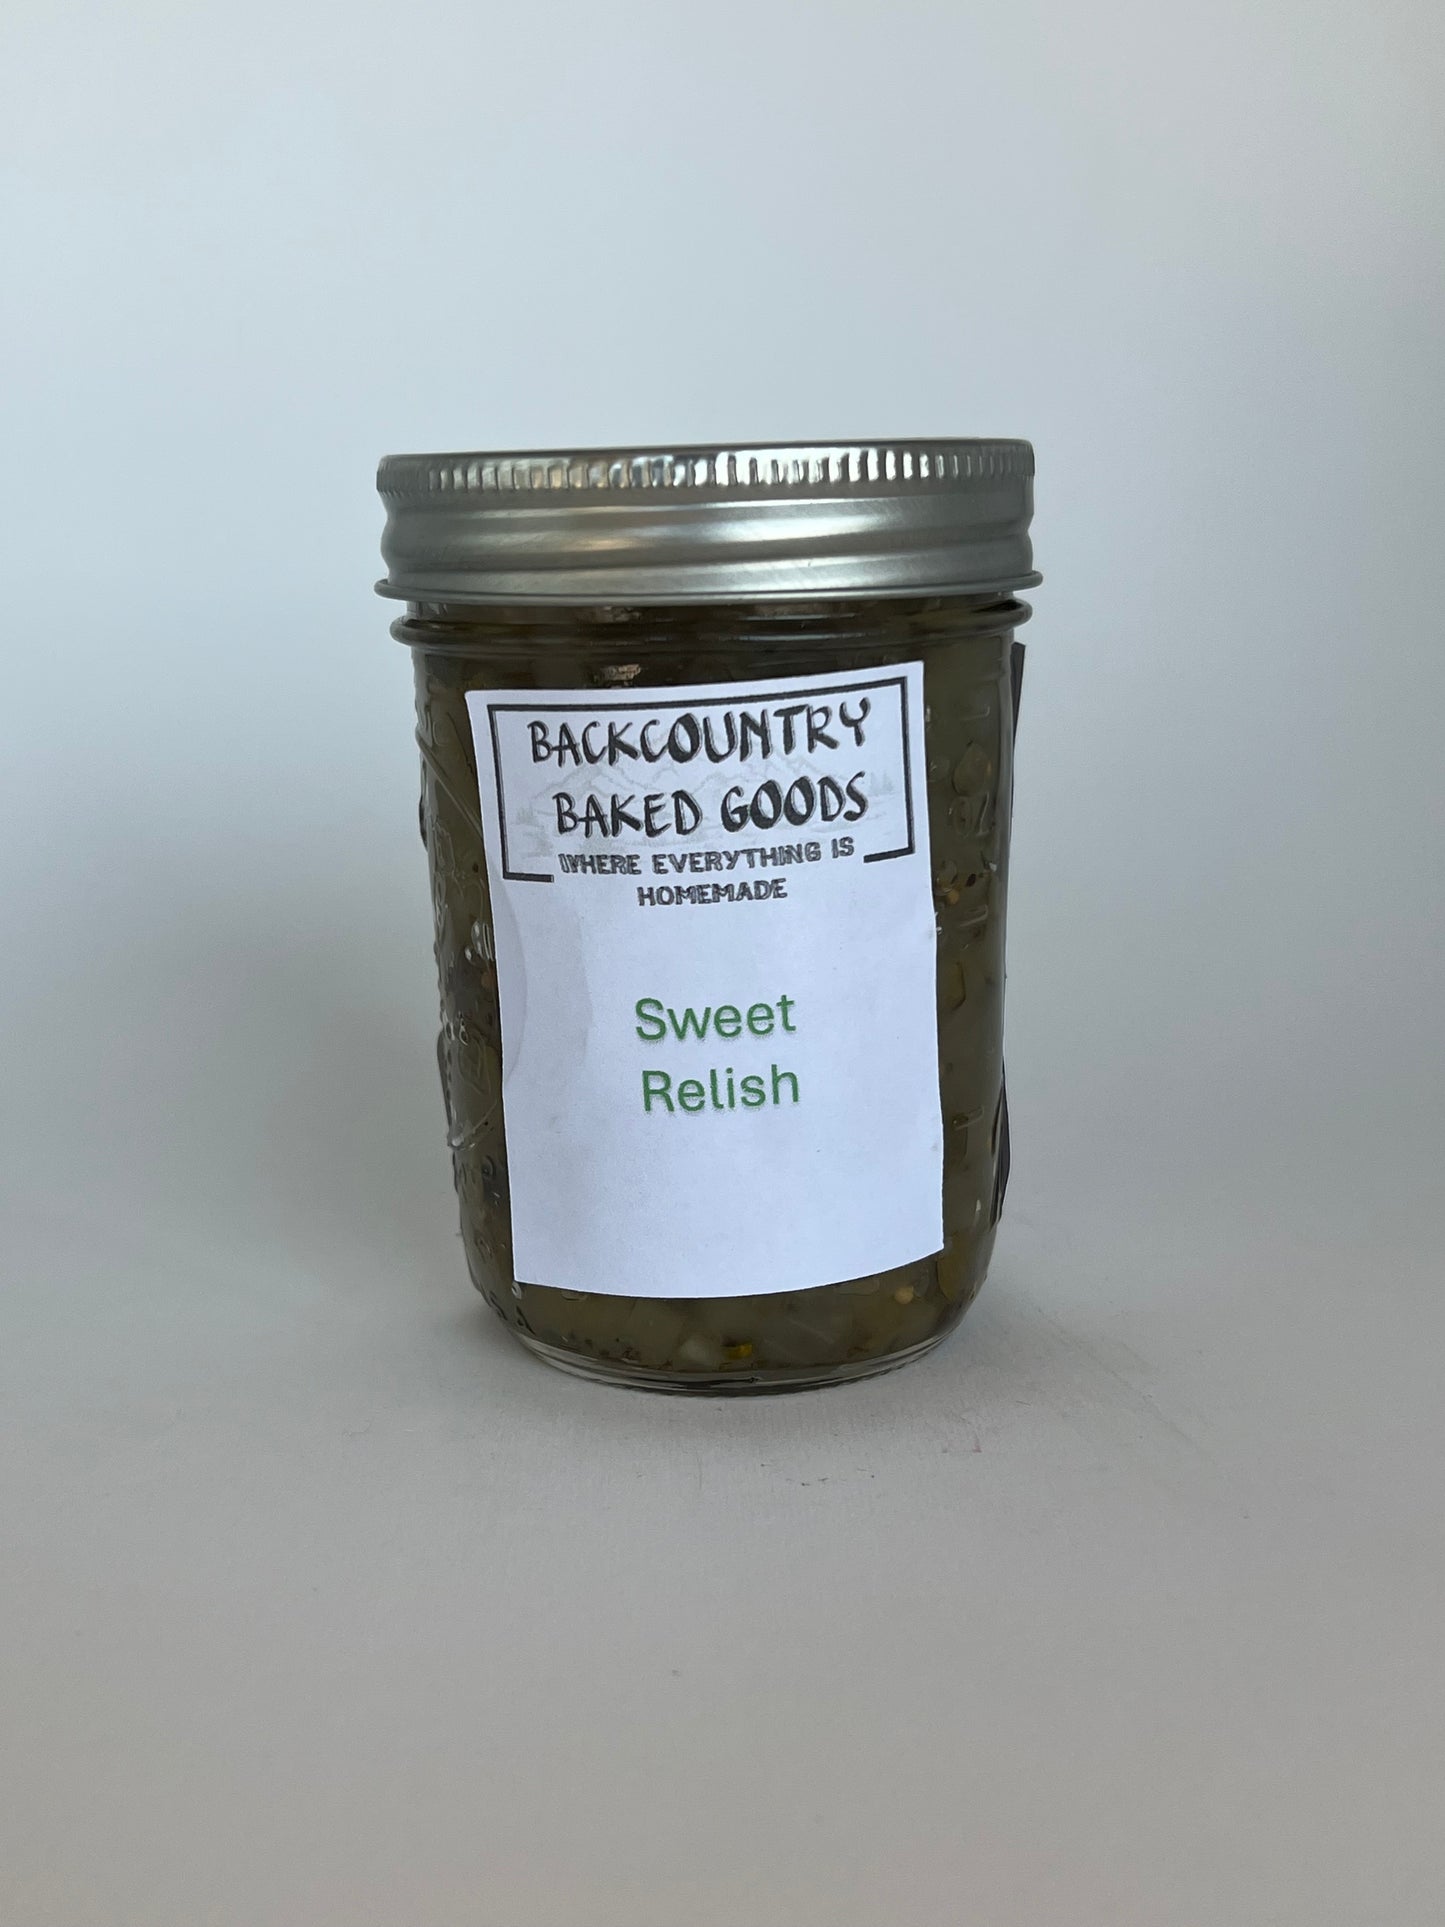 BACKCOUNTRY
BAKED GOODS
WHERE EVERYTHING IS
HOMEMADE
Sweet
Relish